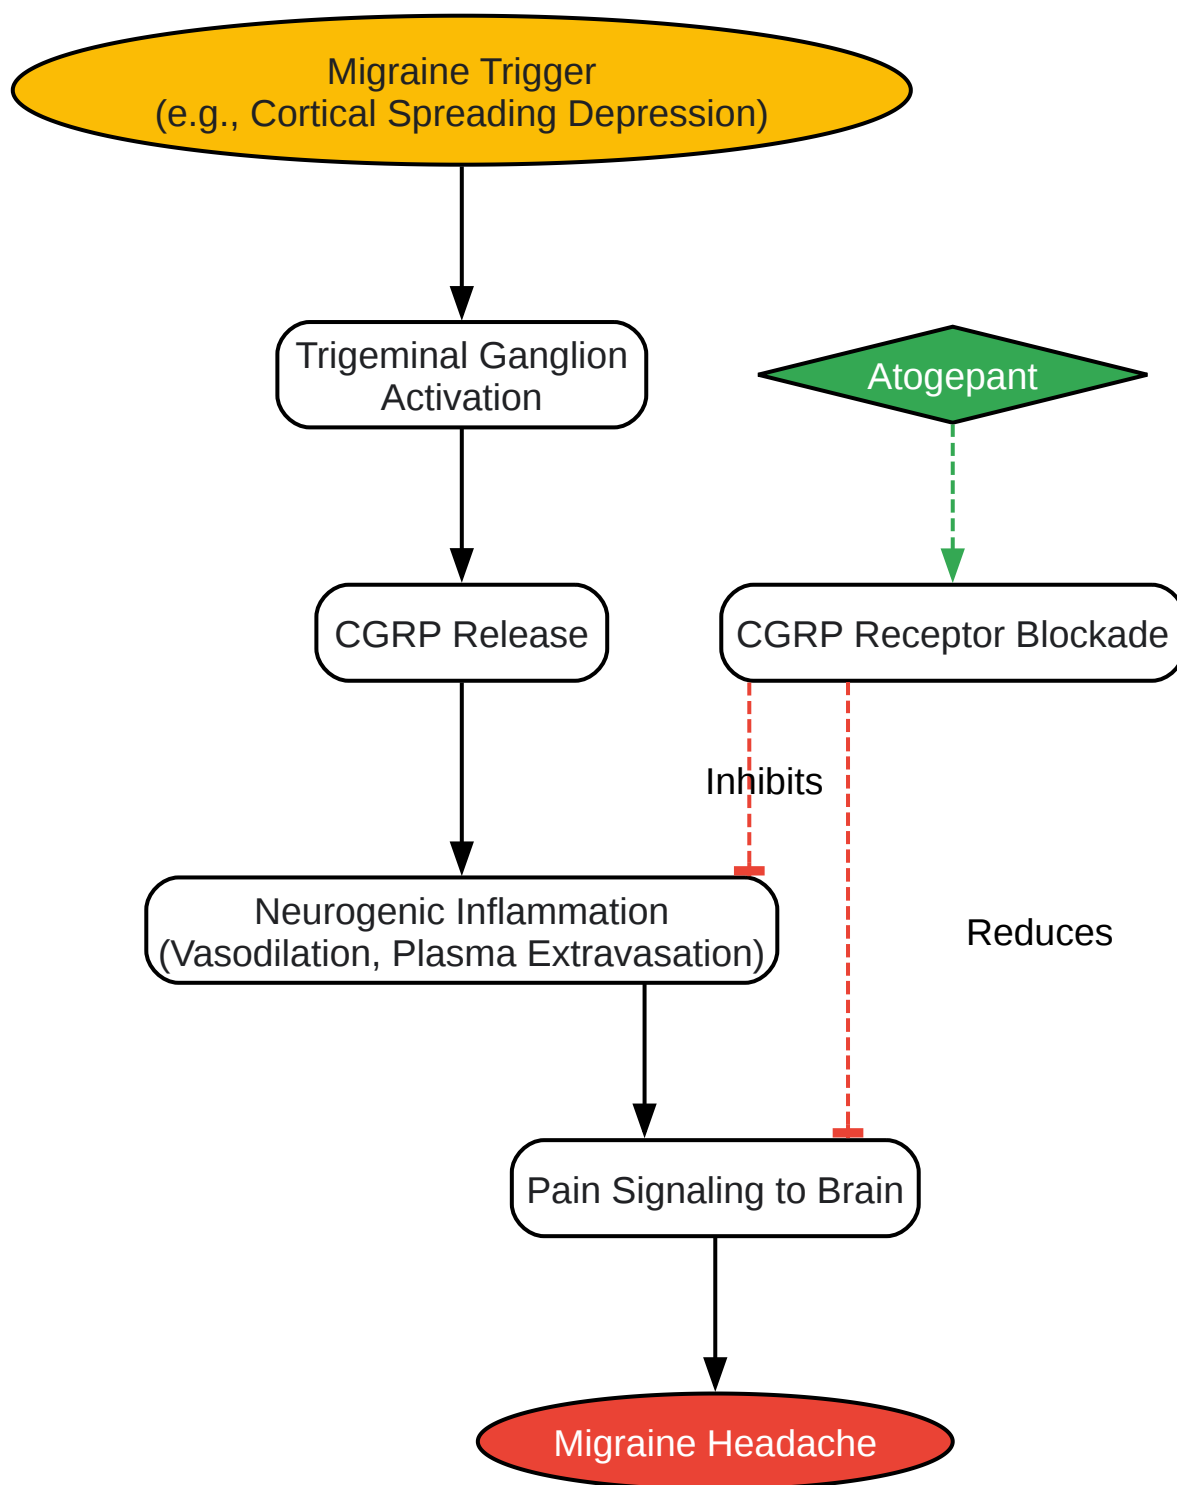 Migraine Trigger
(e.g., Cortical Spreading Depression)
Trigeminal Ganglion
Activation
Atogepant
CGRP Release
CGRP Receptor Blockade
Inhibits
Neurogenic Inflammation
(Vasodilation, Plasma Extravasation)
Reduces
Pain Signaling to Brain
Migraine Headache